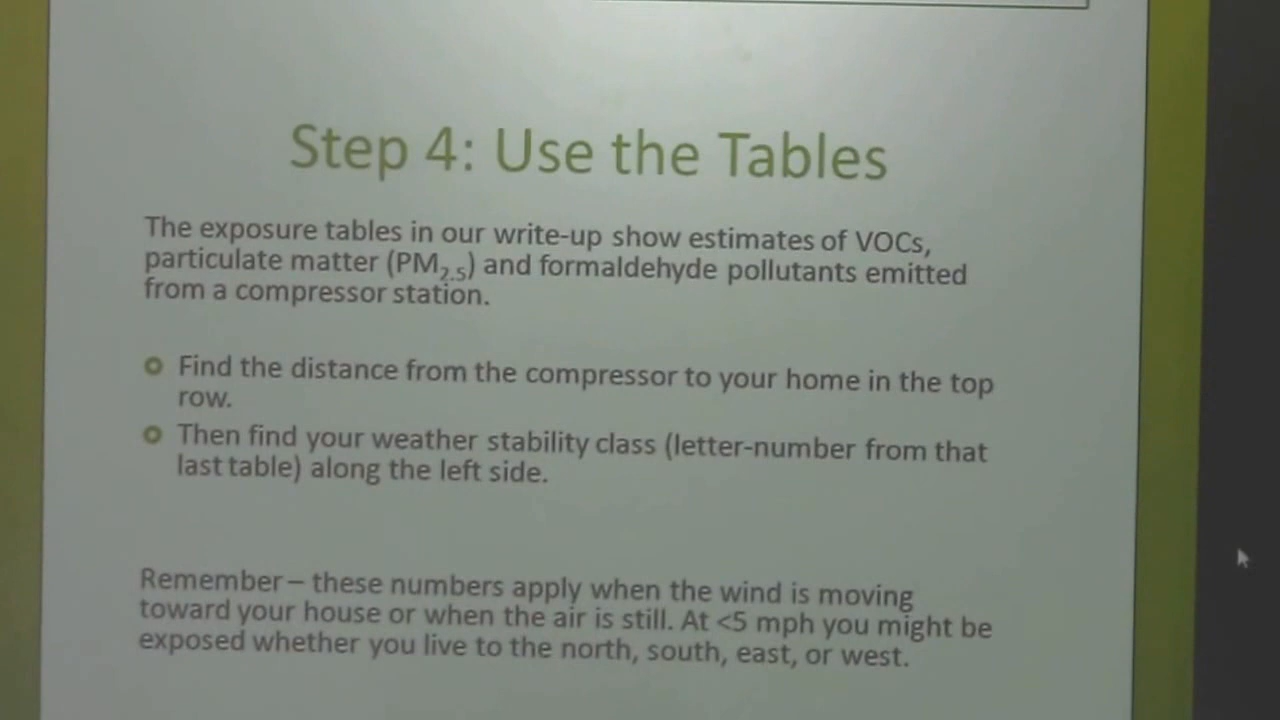 Step 4: Use the Tables
The exposure tables in our write-up show estimates of VOCs,
particulate matter (PM2.5) and formaldehyde pollutants emitted
from a compressor station.
Find the distance from the compressor to your home in the top
row.
Then find your weather stability class (letter-number from that
last table) along the left side.
Remember – these numbers apply when the wind is moving
toward your house or when the air is still. At <5 mph you might be
exposed whether you live to the north, south, east, or west.